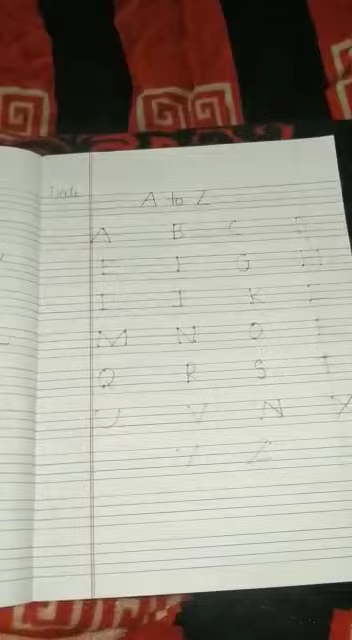 Date
A to Z
A B C D
E I G H
I J K L
M N O P
Q R S T
U V N X
Y Z